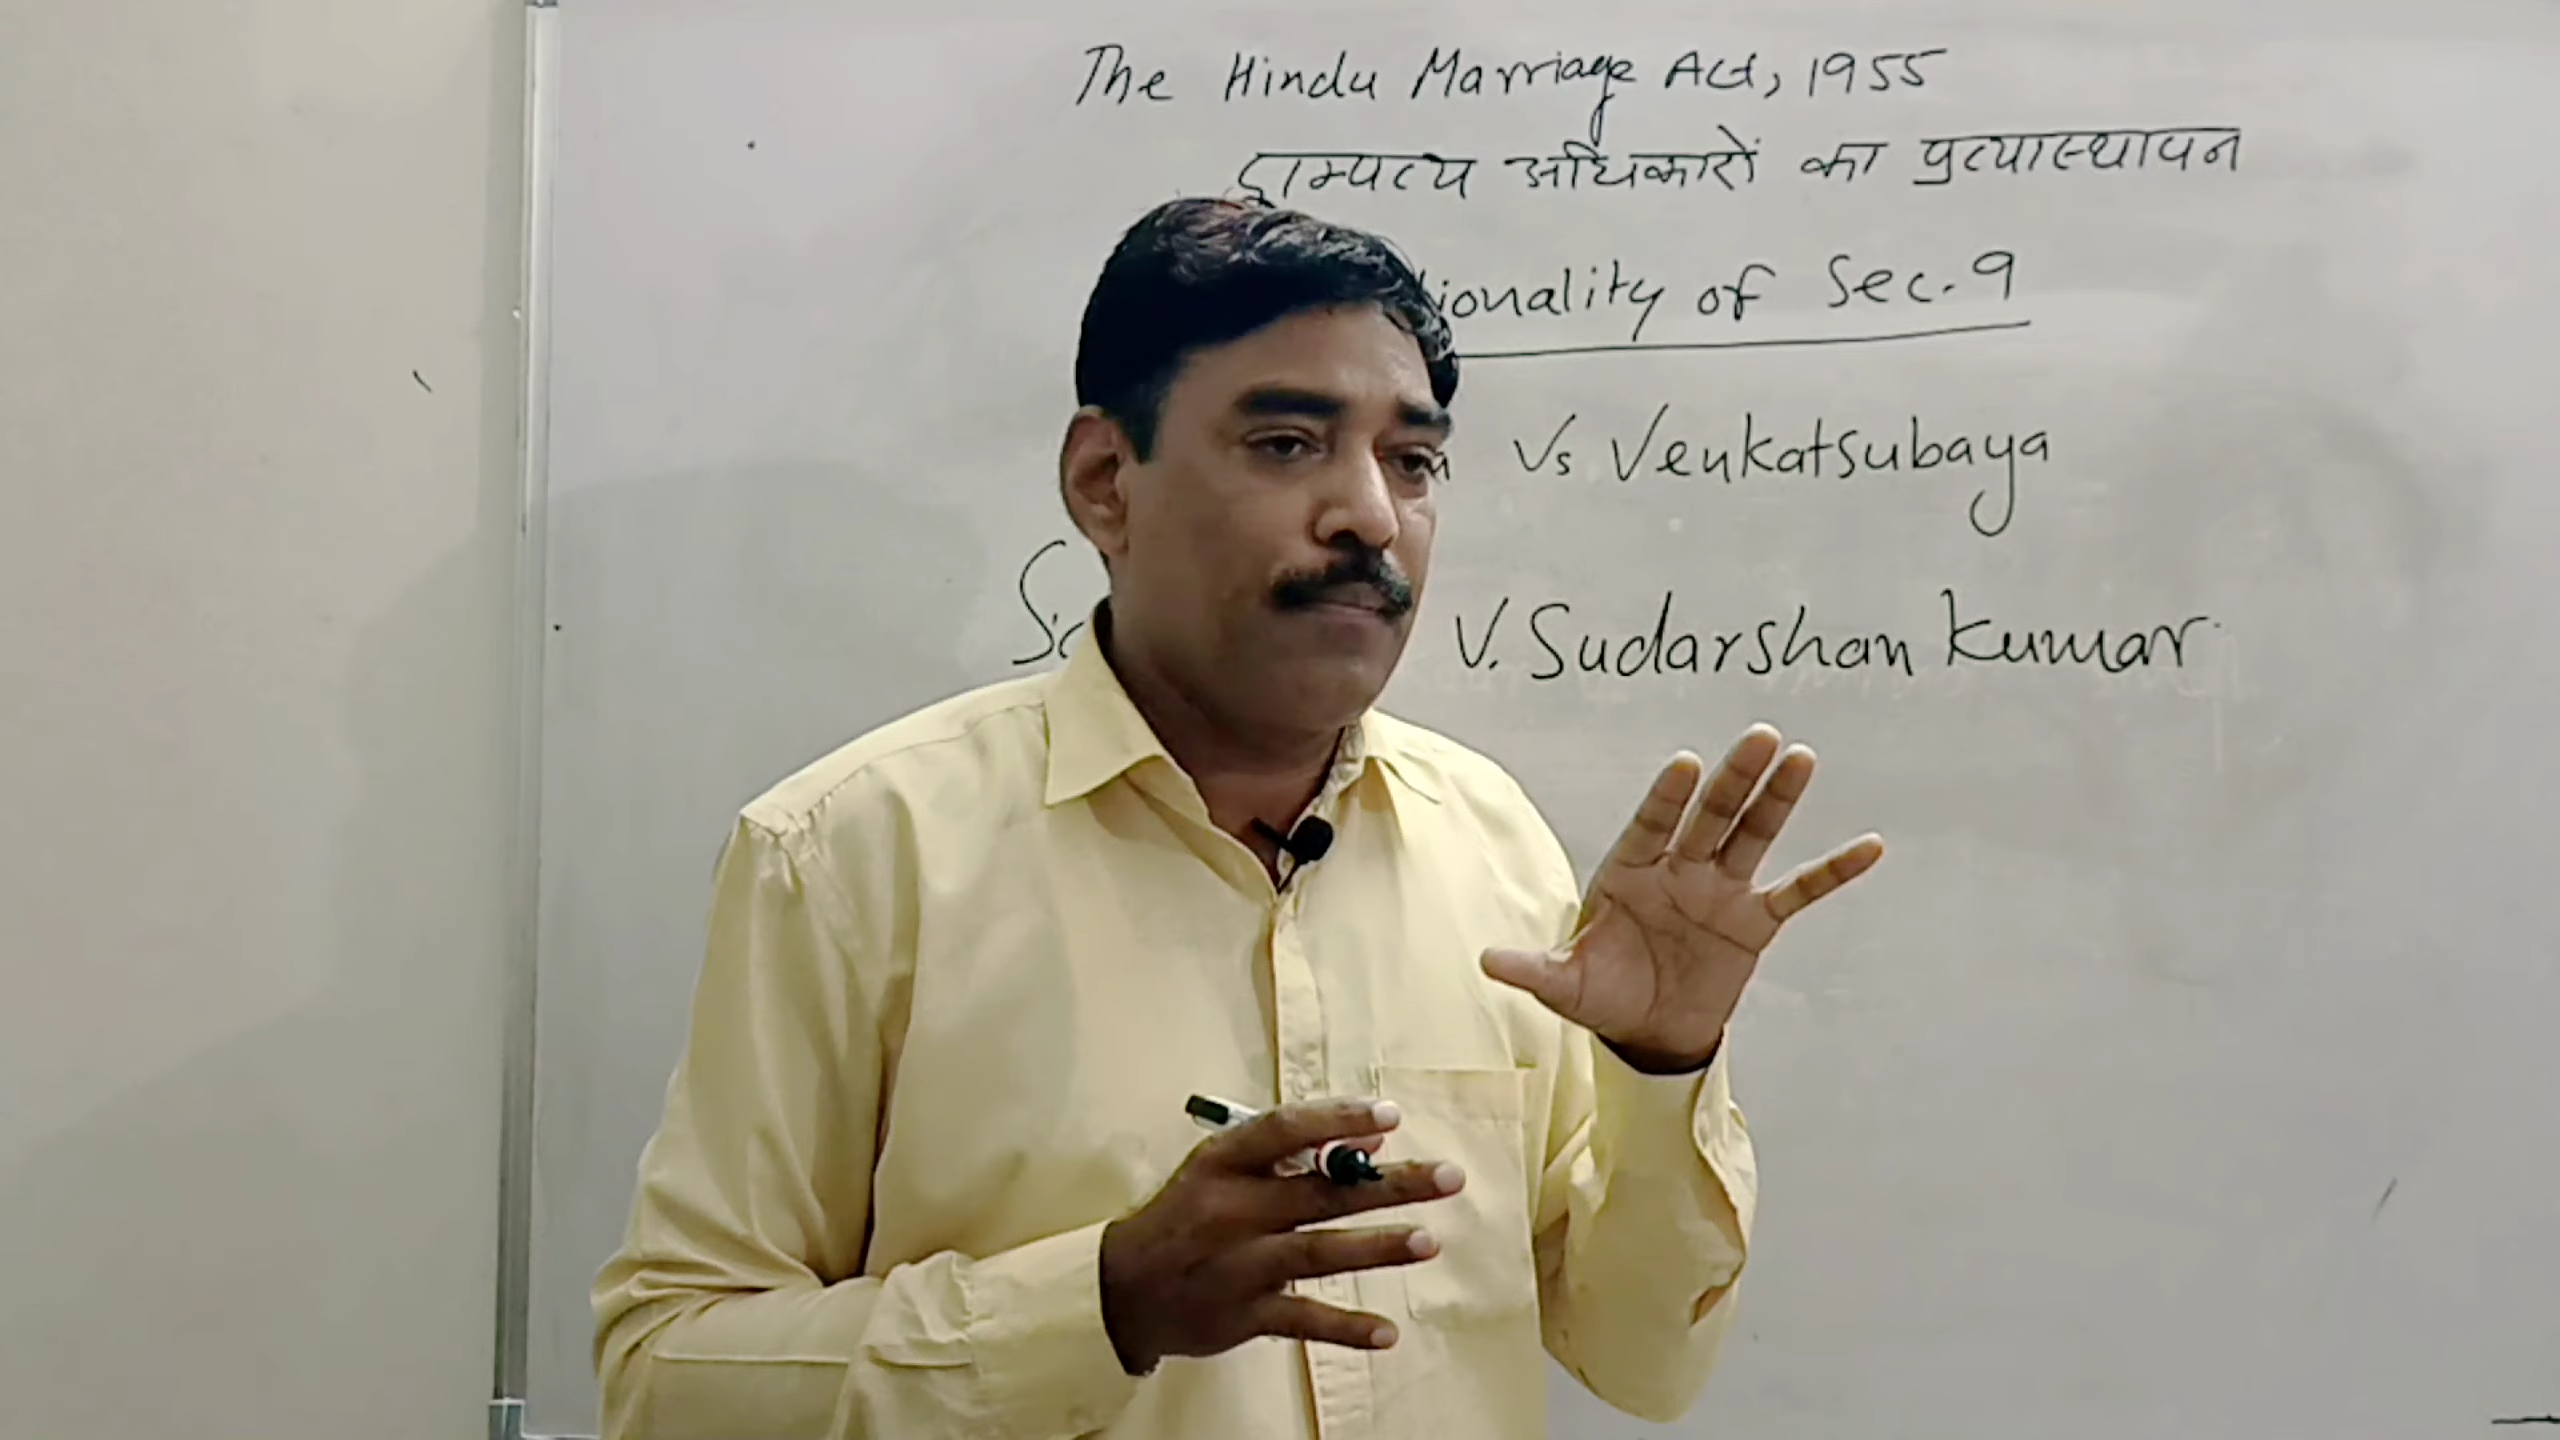 The Hindu Marriage Act, 1955
दाम्पत्य अधिकारों का प्रत्यास्थापन
ionality of Sec. 9
Vs Venkatsubaya
V. Sudarshan Kumar